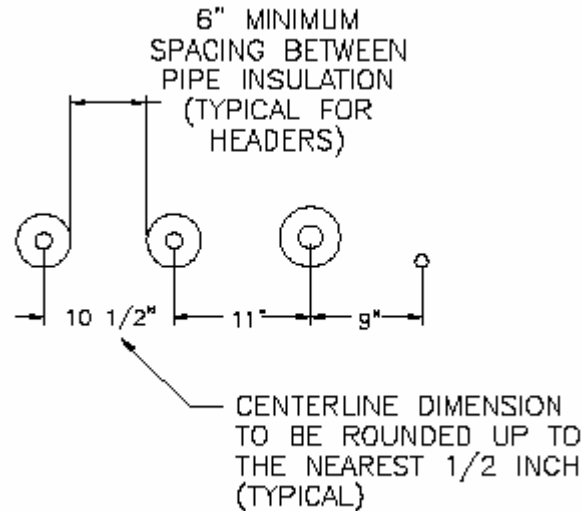 6" MINIMUM
SPACING BETWEEN
PIPE INSULATION
(TYPICAL FOR
HEADERS)
10 1/2"
11"
9"
CENTERLINE DIMENSION
TO BE ROUNDED UP TO
THE NEAREST 1/2 INCH
(TYPICAL)